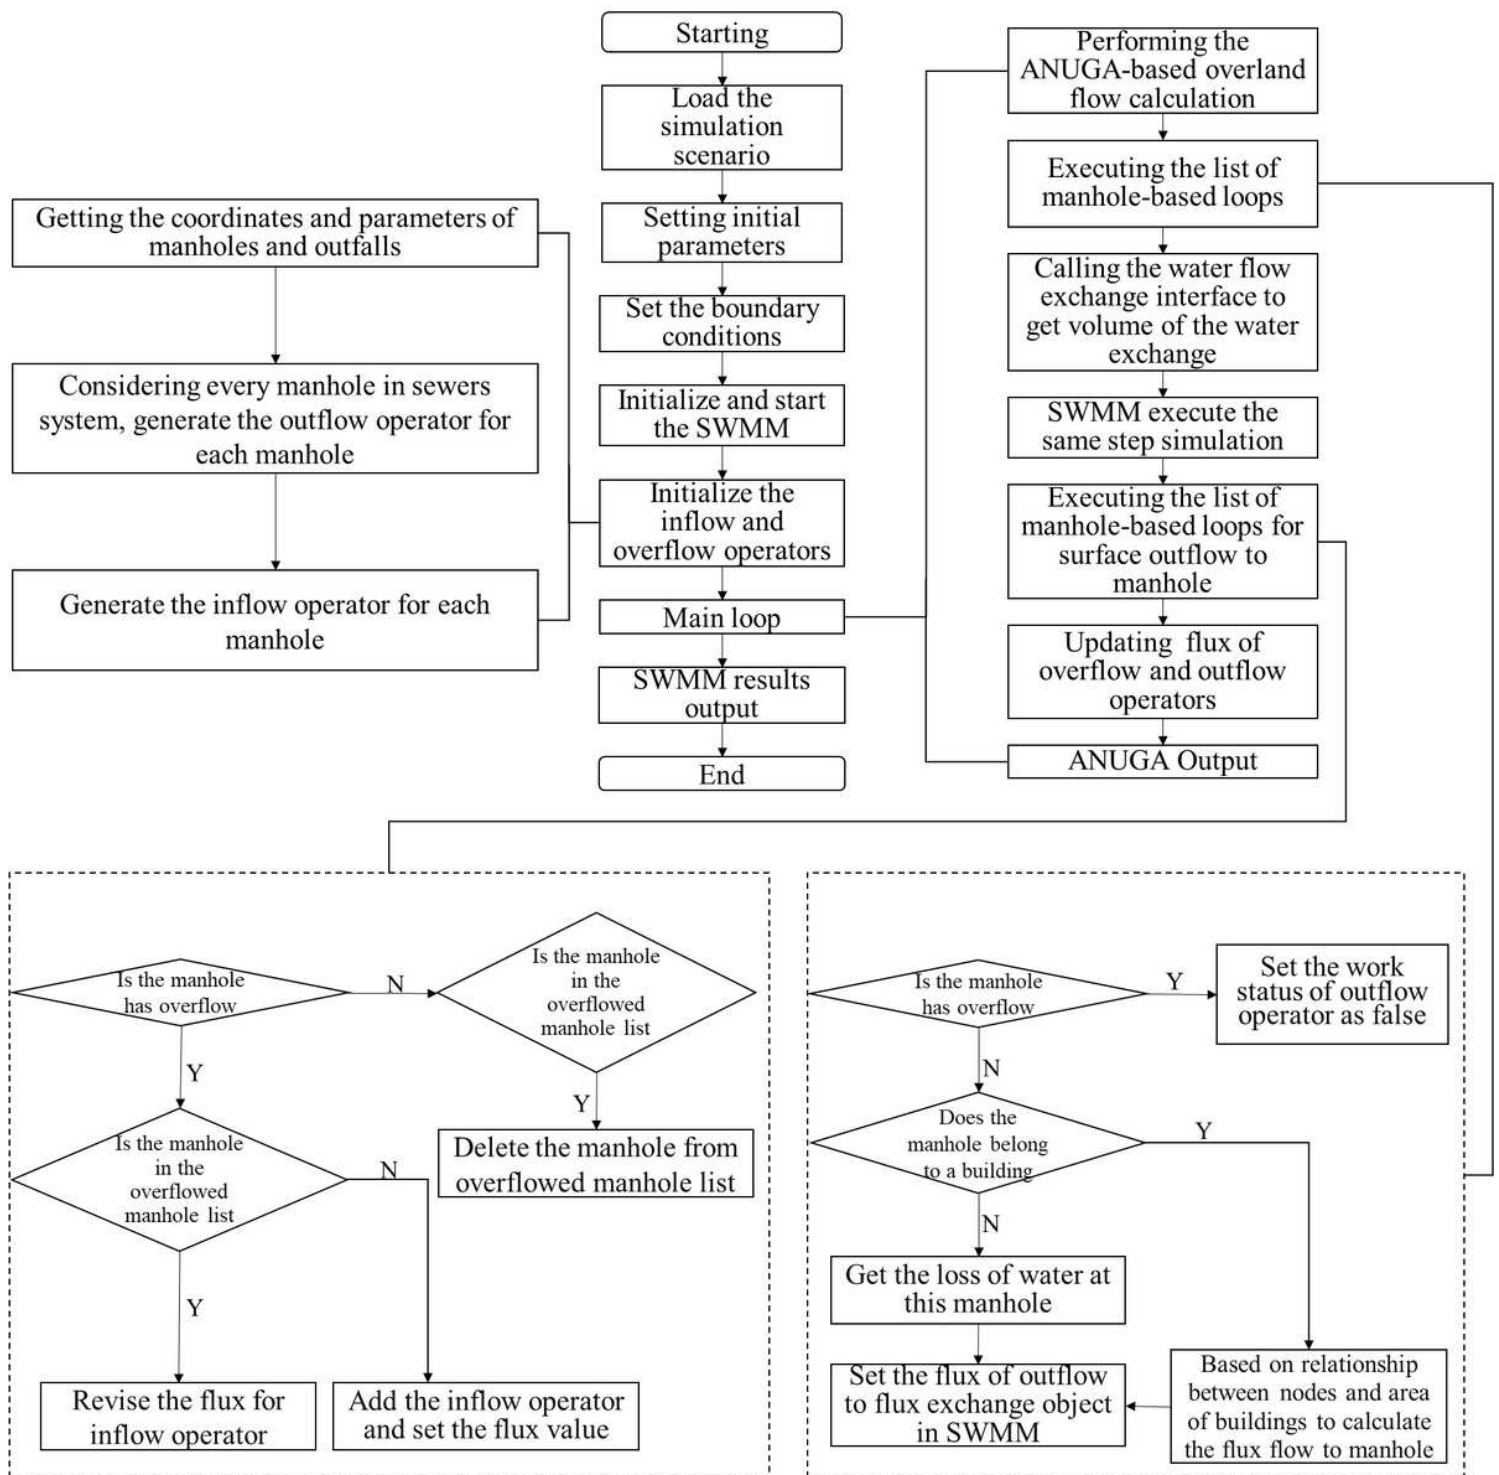 Starting
Load the
simulation
scenario
Setting initial
parameters
Set the boundary
conditions
Initialize and start
the SWMM
Initialize the
inflow and
overflow operators
Main loop
SWMM results
output
End
Getting the coordinates and parameters of
manholes and outfalls
Considering every manhole in sewers
system, generate the outflow operator for
each manhole
Generate the inflow operator for each
manhole
Performing the
ANUGA-based overland
flow calculation
Executing the list of
manhole-based loops
Calling the water flow
exchange interface to
get volume of the water
exchange
SWMM execute the
same step simulation
Executing the list of
manhole-based loops for
surface outflow to
manhole
Updating flux of
overflow and outflow
operators
ANUGA Output
Is the manhole
has overflow
N
Is the manhole
in the
overflowed
manhole list
Y
Y
Delete the manhole from
overflowed manhole list
Is the manhole
in the
overflowed
manhole list
N
Y
Revise the flux for
inflow operator
Add the inflow operator
and set the flux value
Is the manhole
has overflow
Y
Set the work
status of outflow
operator as false
N
Does the
manhole belong
to a building
Y
N
Get the loss of water at
this manhole
Set the flux of outflow
to flux exchange object
in SWMM
Based on relationship
between nodes and area
of buildings to calculate
the flux flow to manhole